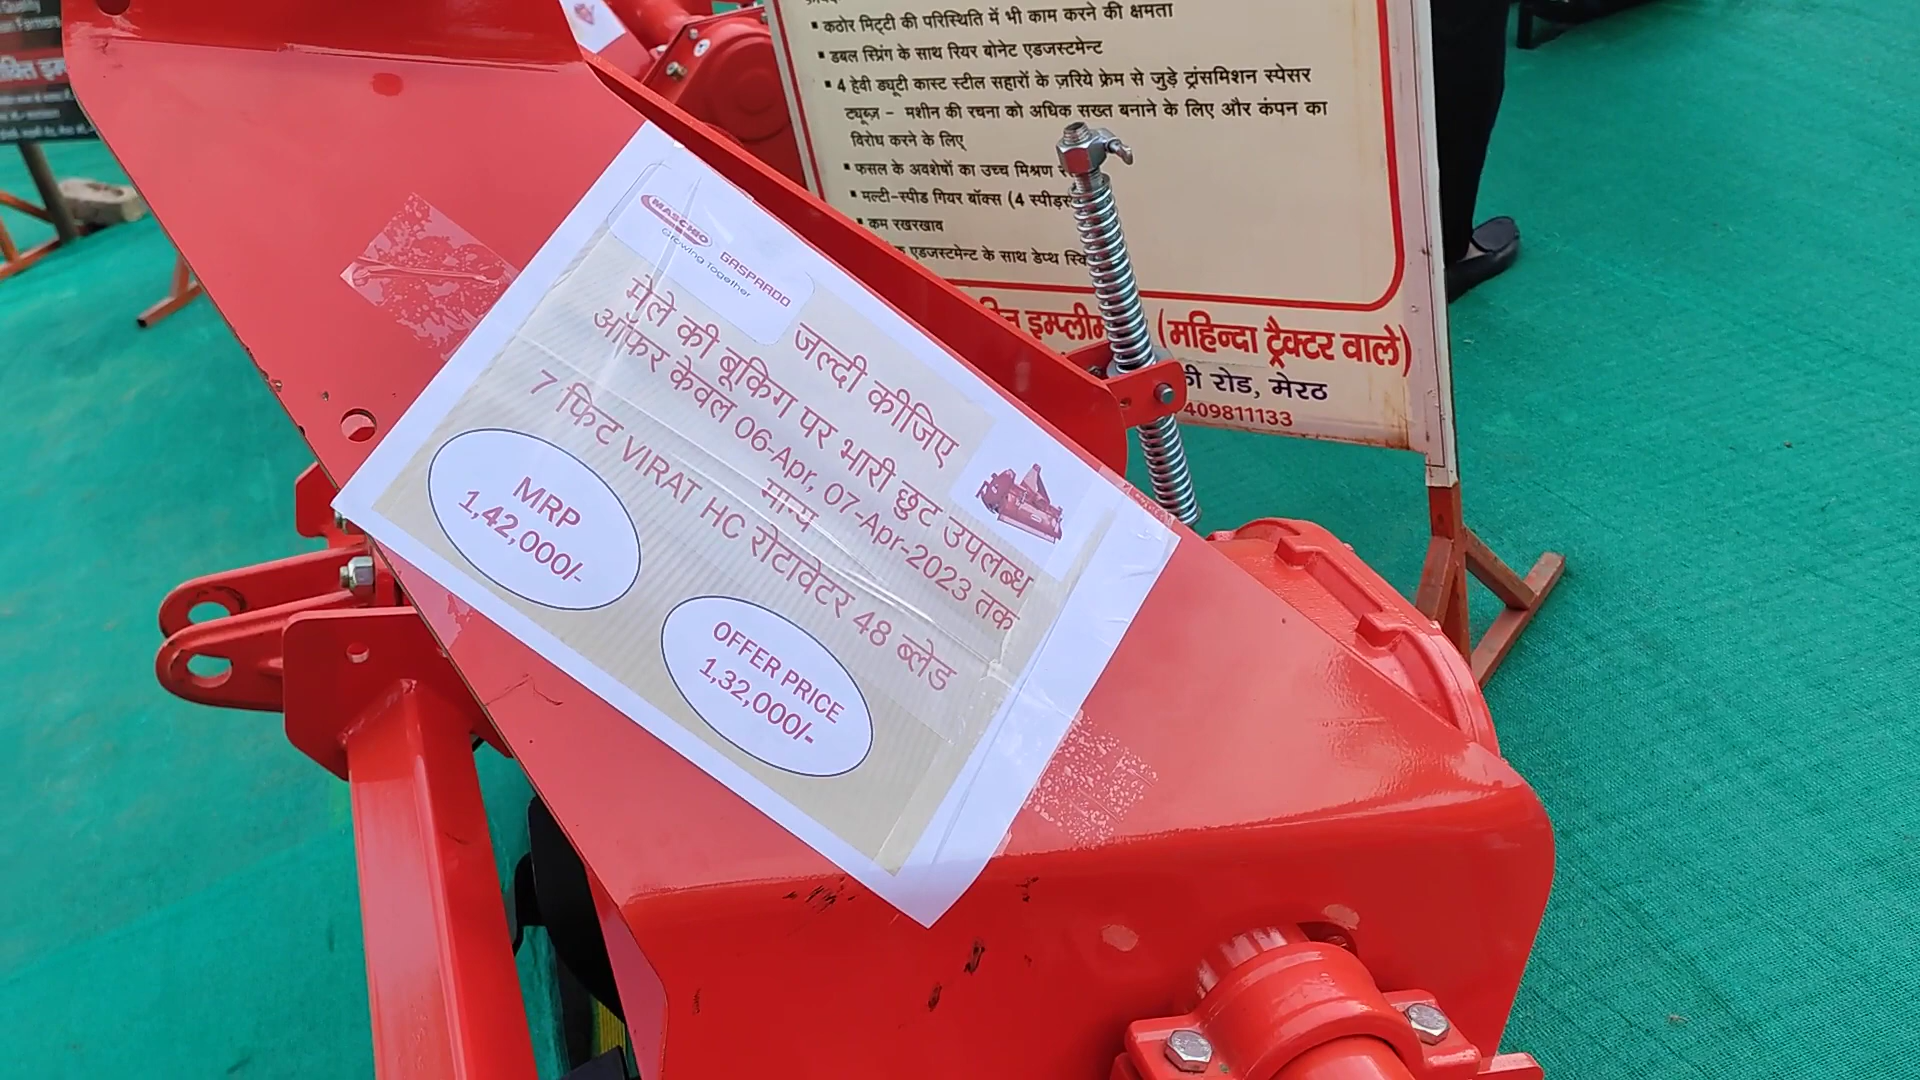 कठोर मिट्टी की परिस्थिति में भी काम करने की क्षमता
डबल स्प्रिंग के साथ रियर बोनेट एडजस्टमेन्ट
4 हेवी ड्यूटी कास्ट स्टील सहारों के ज़रिये फ्रेम से जुड़े ट्रांसमिशन स्पेसर
ट्यूब्ज़ – मशीन की रचना को अधिक सख्त बनाने के लिए और कंपन का
विरोध करने के लिए
फसल के अवशेषों का उच्च मिश्रण
मल्टी-स्पीड गियर बॉक्स (4 स्पीड्स
कम रखरखाव
एडजस्टमेन्ट के साथ डेप्थ
(महिन्दा ट्रैक्टर वाले)
रोड, मेरठ
409811133
MASCHIO
GASPARDO
Growing Together
जल्दी कीजिए
मेले की बूकिग पर भारी छुट उपलब्ध
ऑफर केवल 06-Apr, 07-Apr-2023 तक
मान्य
7 फिट VIRAT HC रोटावेटर 48 ब्लेड
MRP
1,42,000/-
OFFER PRICE
1,32,000/-